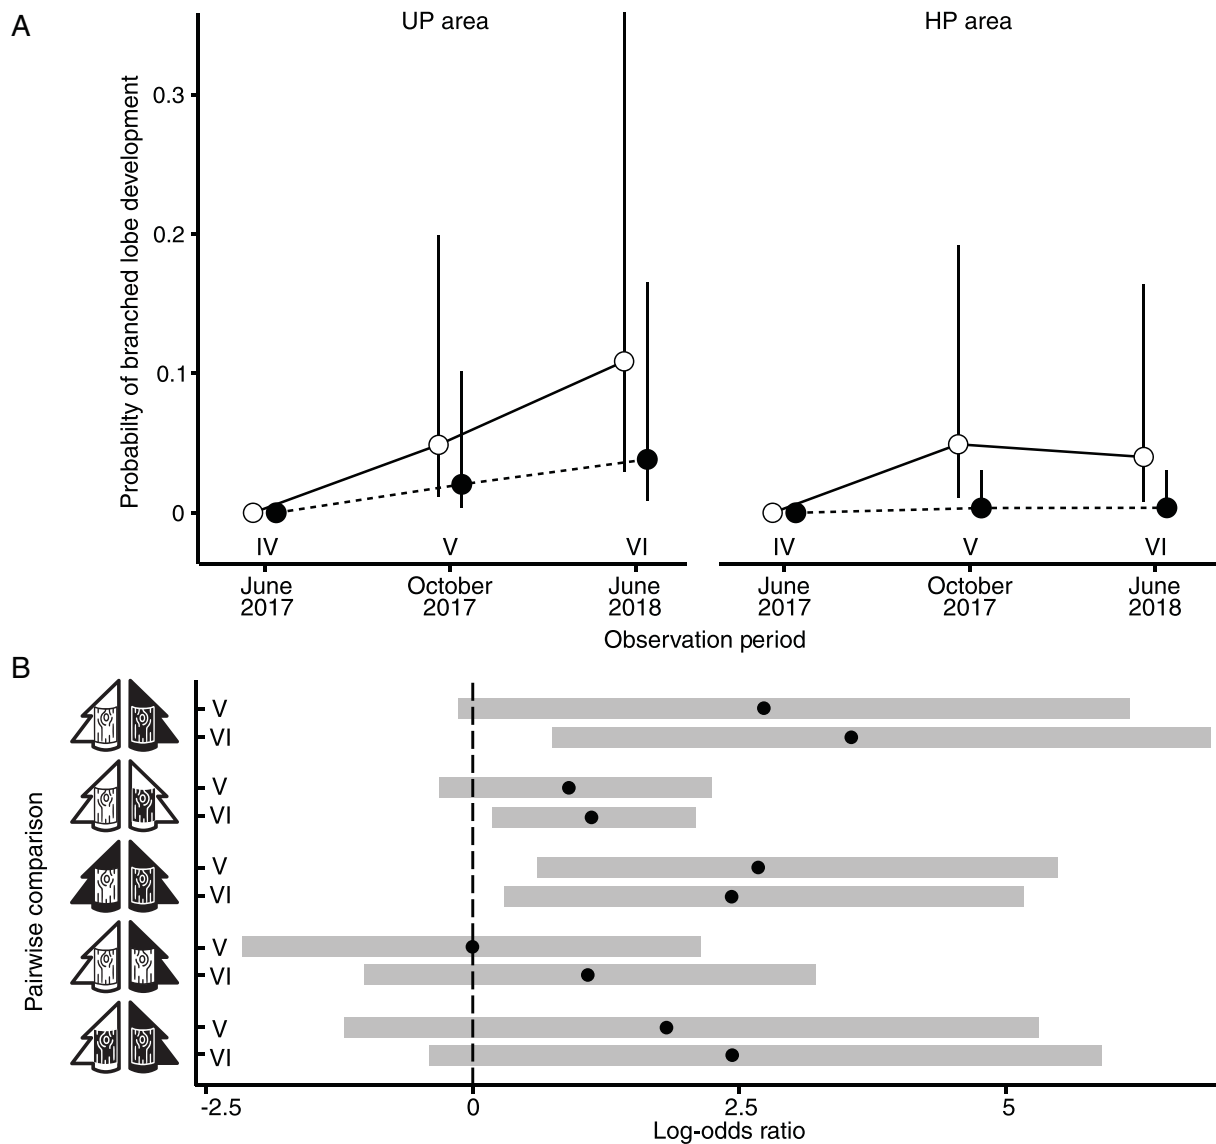 A
UP area
HP area
Probabilty of branched lobe development
0.3
0.2
0.1
0
IV
V
VI
IV
V
VI
June
2017
October
2017
June
2018
June
2017
October
2017
June
2018
Observation period
B
Pairwise comparison
V
VI
V
VI
V
VI
V
VI
V
VI
-2.5
0
2.5
5
Log-odds ratio